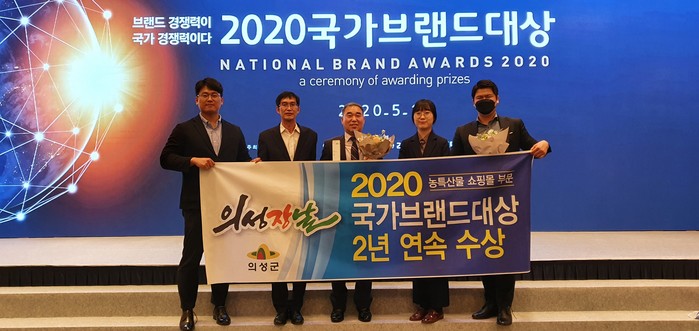 브랜드 경쟁력이
국가 경쟁력이다
2020국가브랜드대상
NATIONAL BRAND AWARDS 2020
a ceremony of awarding prizes
2020-5-
의성장날
의성군
2020 농특산물 쇼핑몰 부문
국가브랜드대상
2년 연속 수상